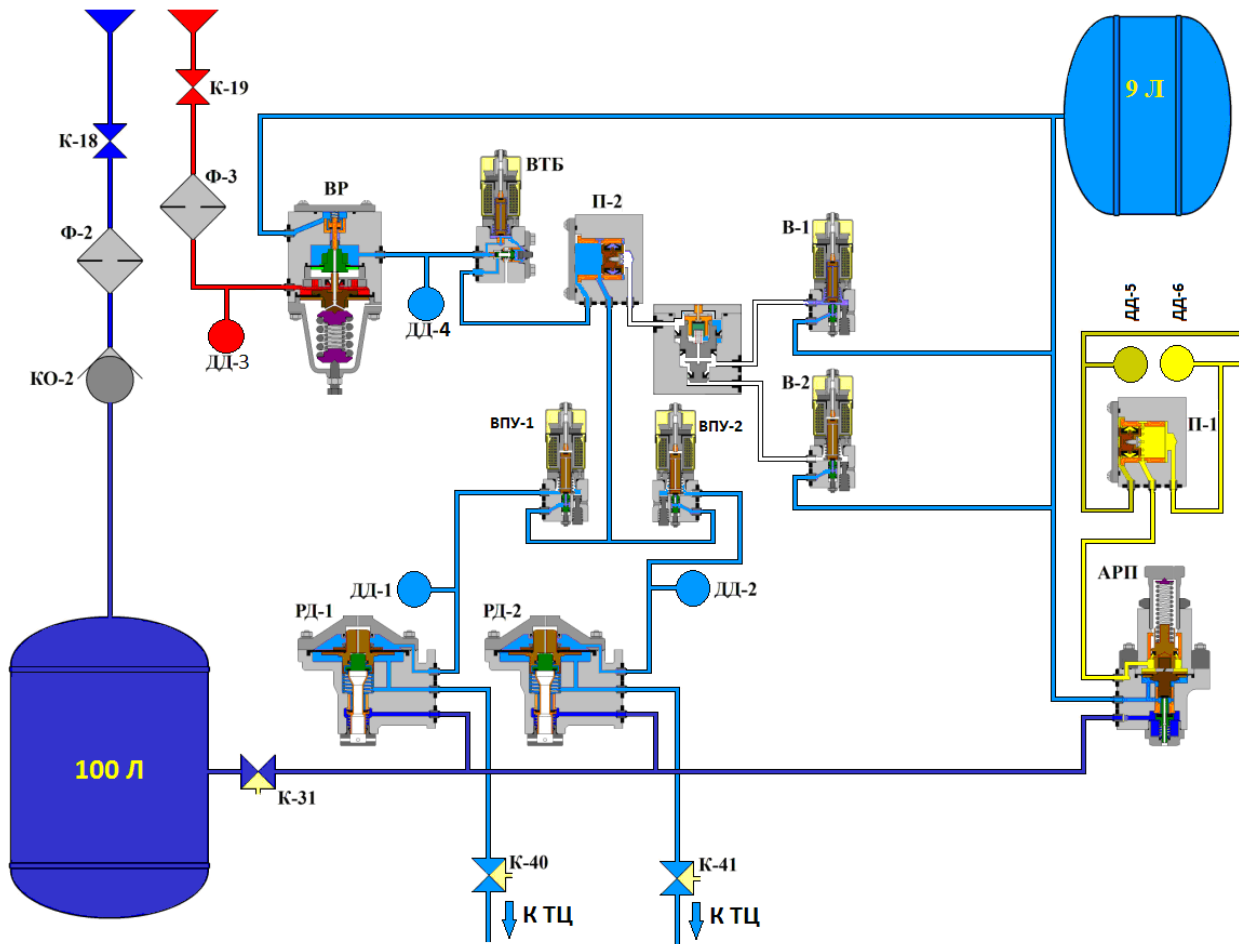 К-19
9 Л
К-18
ВТБ
Ф-3
ВР
П-2
В-1
Ф-2
ДД-5
ДД-6
ДД-4
ДД-3
КО-2
В-2
П-1
ВПУ-1
ВПУ-2
АРП
ДД-1
ДД-2
РД-1
РД-2
100 Л
К-31
К-40
К-41
К ТЦ
К ТЦ